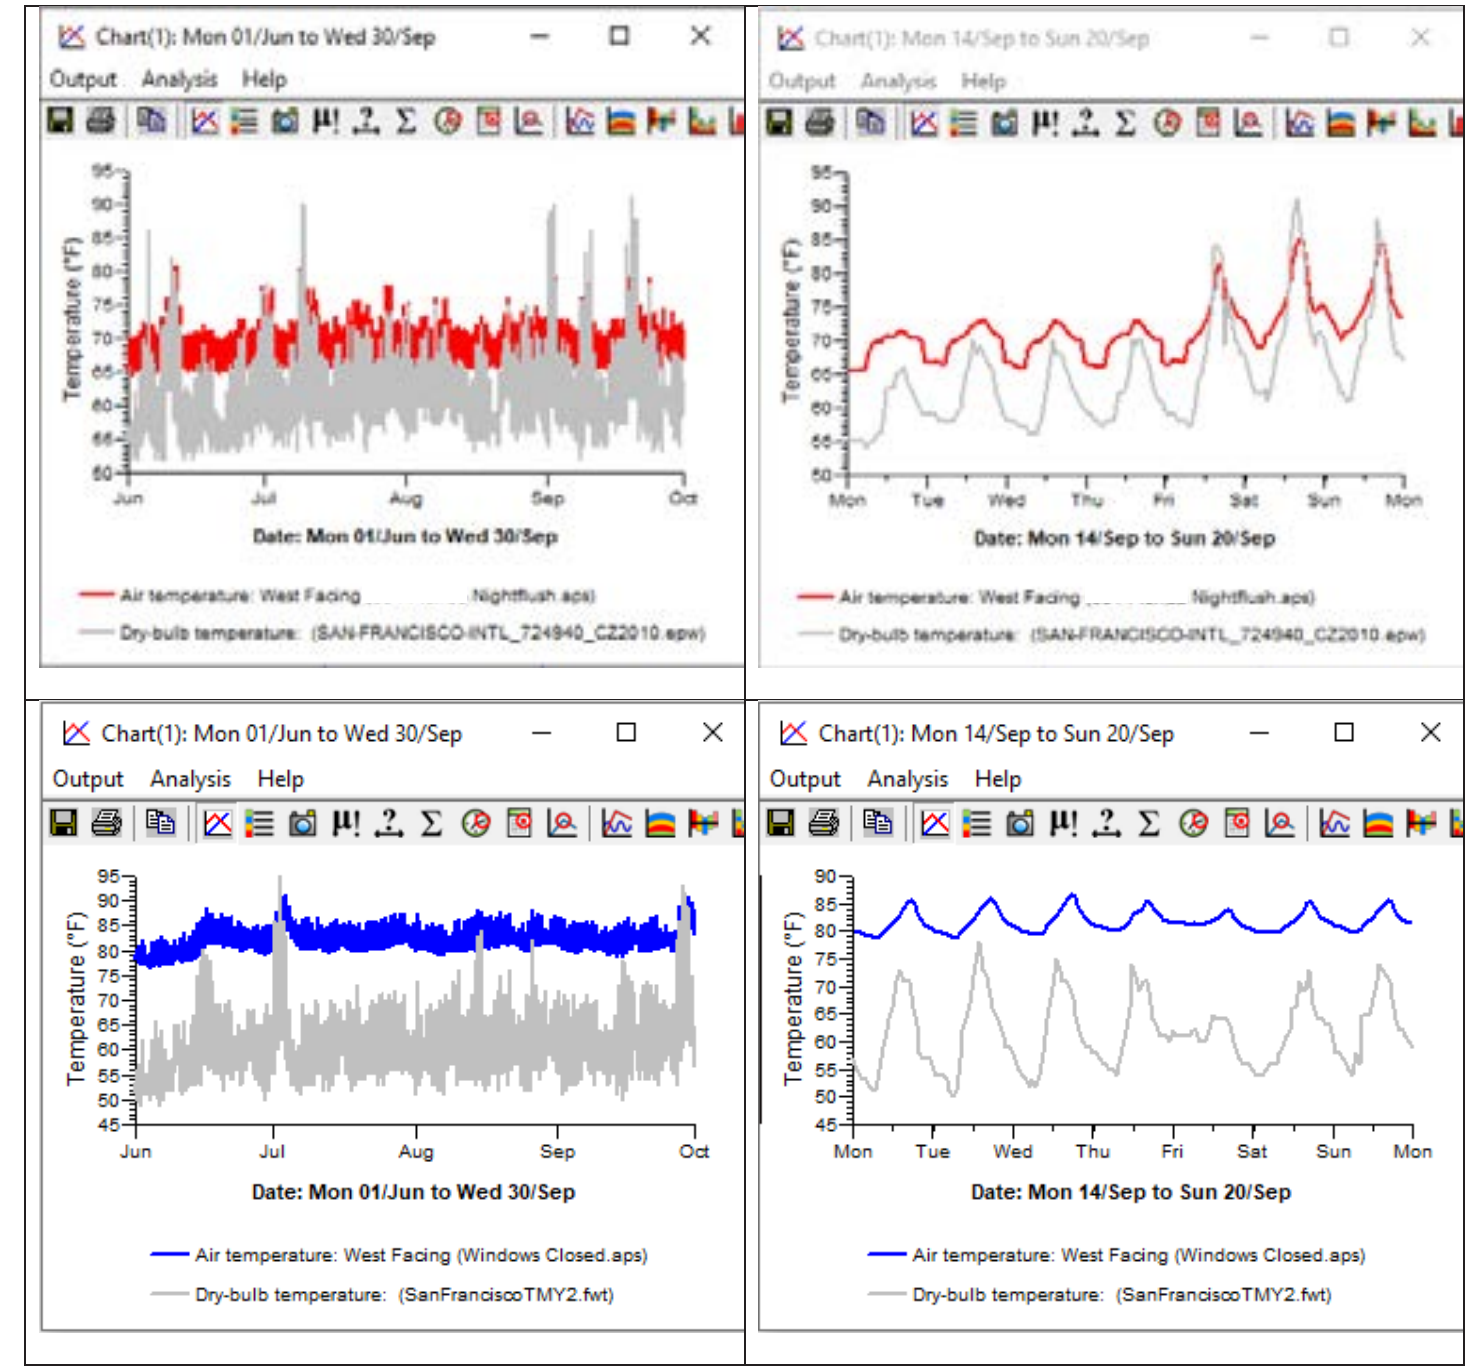 Chart(1): Mon 01/Jun to Wed 30/Sep
Output Analysis Help
μ! .?. Σ
95
90
85
80
75
70
65
60
55
50
Temperature (°F)
Jun Jul Aug Sep Oct
Date: Mon 01/Jun to Wed 30/Sep
Air temperature: West Facing Nightflush.aps)
Dry-bulb temperature: (SAN-FRANCISCO-INTL_724940_CZ2010.epw)
Chart(1): Mon 14/Sep to Sun 20/Sep
Output Analysis Help
μ! .?. Σ
95
90
85
80
75
70
65
60
55
50
Temperature (°F)
Mon Tue Wed Thu Fri Sat Sun Mon
Date: Mon 14/Sep to Sun 20/Sep
Air temperature: West Facing Nightflush.aps)
Dry-bulb temperature: (SAN-FRANCISCO-INTL_724940_CZ2010.epw)
Chart(1): Mon 01/Jun to Wed 30/Sep
Output Analysis Help
μ! .?. Σ
95
90
85
80
75
70
65
60
55
50
45
Temperature (°F)
Jun Jul Aug Sep Oct
Date: Mon 01/Jun to Wed 30/Sep
Air temperature: West Facing (Windows Closed.aps)
Dry-bulb temperature: (SanFranciscoTMY2.fwt)
Chart(1): Mon 14/Sep to Sun 20/Sep
Output Analysis Help
μ! .?. Σ
90
85
80
75
70
65
60
55
50
45
Temperature (°F)
Mon Tue Wed Thu Fri Sat Sun Mon
Date: Mon 14/Sep to Sun 20/Sep
Air temperature: West Facing (Windows Closed.aps)
Dry-bulb temperature: (SanFranciscoTMY2.fwt)